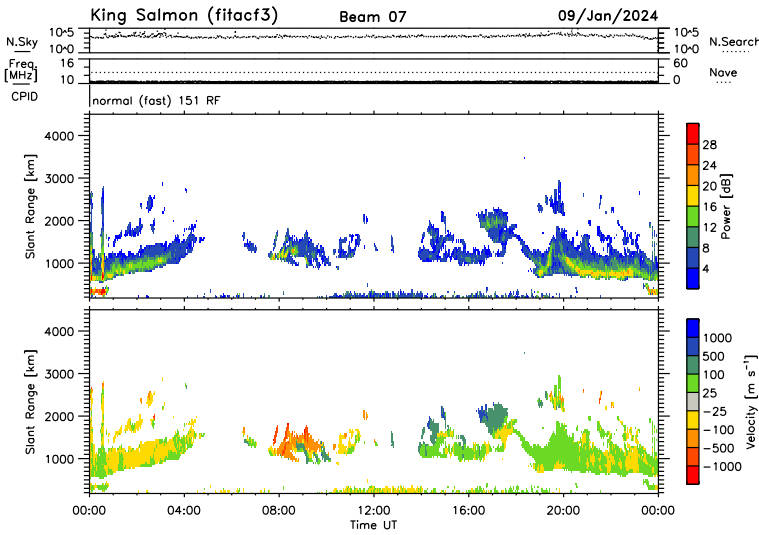 King Salmon (fitacf3) Beam 07 09/Jan/2024
N.Sky 10^5 10^0 10^5 10^0 N.Search
Freq. [MHz] 16 10 60 0 Nave
CPID normal (fast) 151 RF
Slant Range [km] 4000 3000 2000 1000
28 24 20 16 12 8 4 Power [dB]
Slant Range [km] 4000 3000 2000 1000
1000 500 100 25 −25 −100 −500 −1000 Velocity [m s⁻¹]
00:00 04:00 08:00 12:00 16:00 20:00 00:00
Time UT